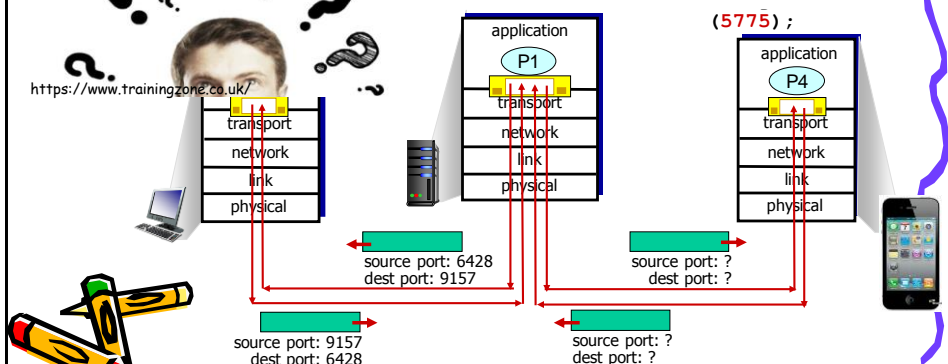 (5775);
application
P1
application
P4
https://www.trainingzone.co.uk/
transport
network
link
physical
transport
network
link
physical
transport
network
link
physical
source port: 6428
dest port: 9157
source port: ?
dest port: ?
source port: 9157
dest port: 6428
source port: ?
dest port: ?